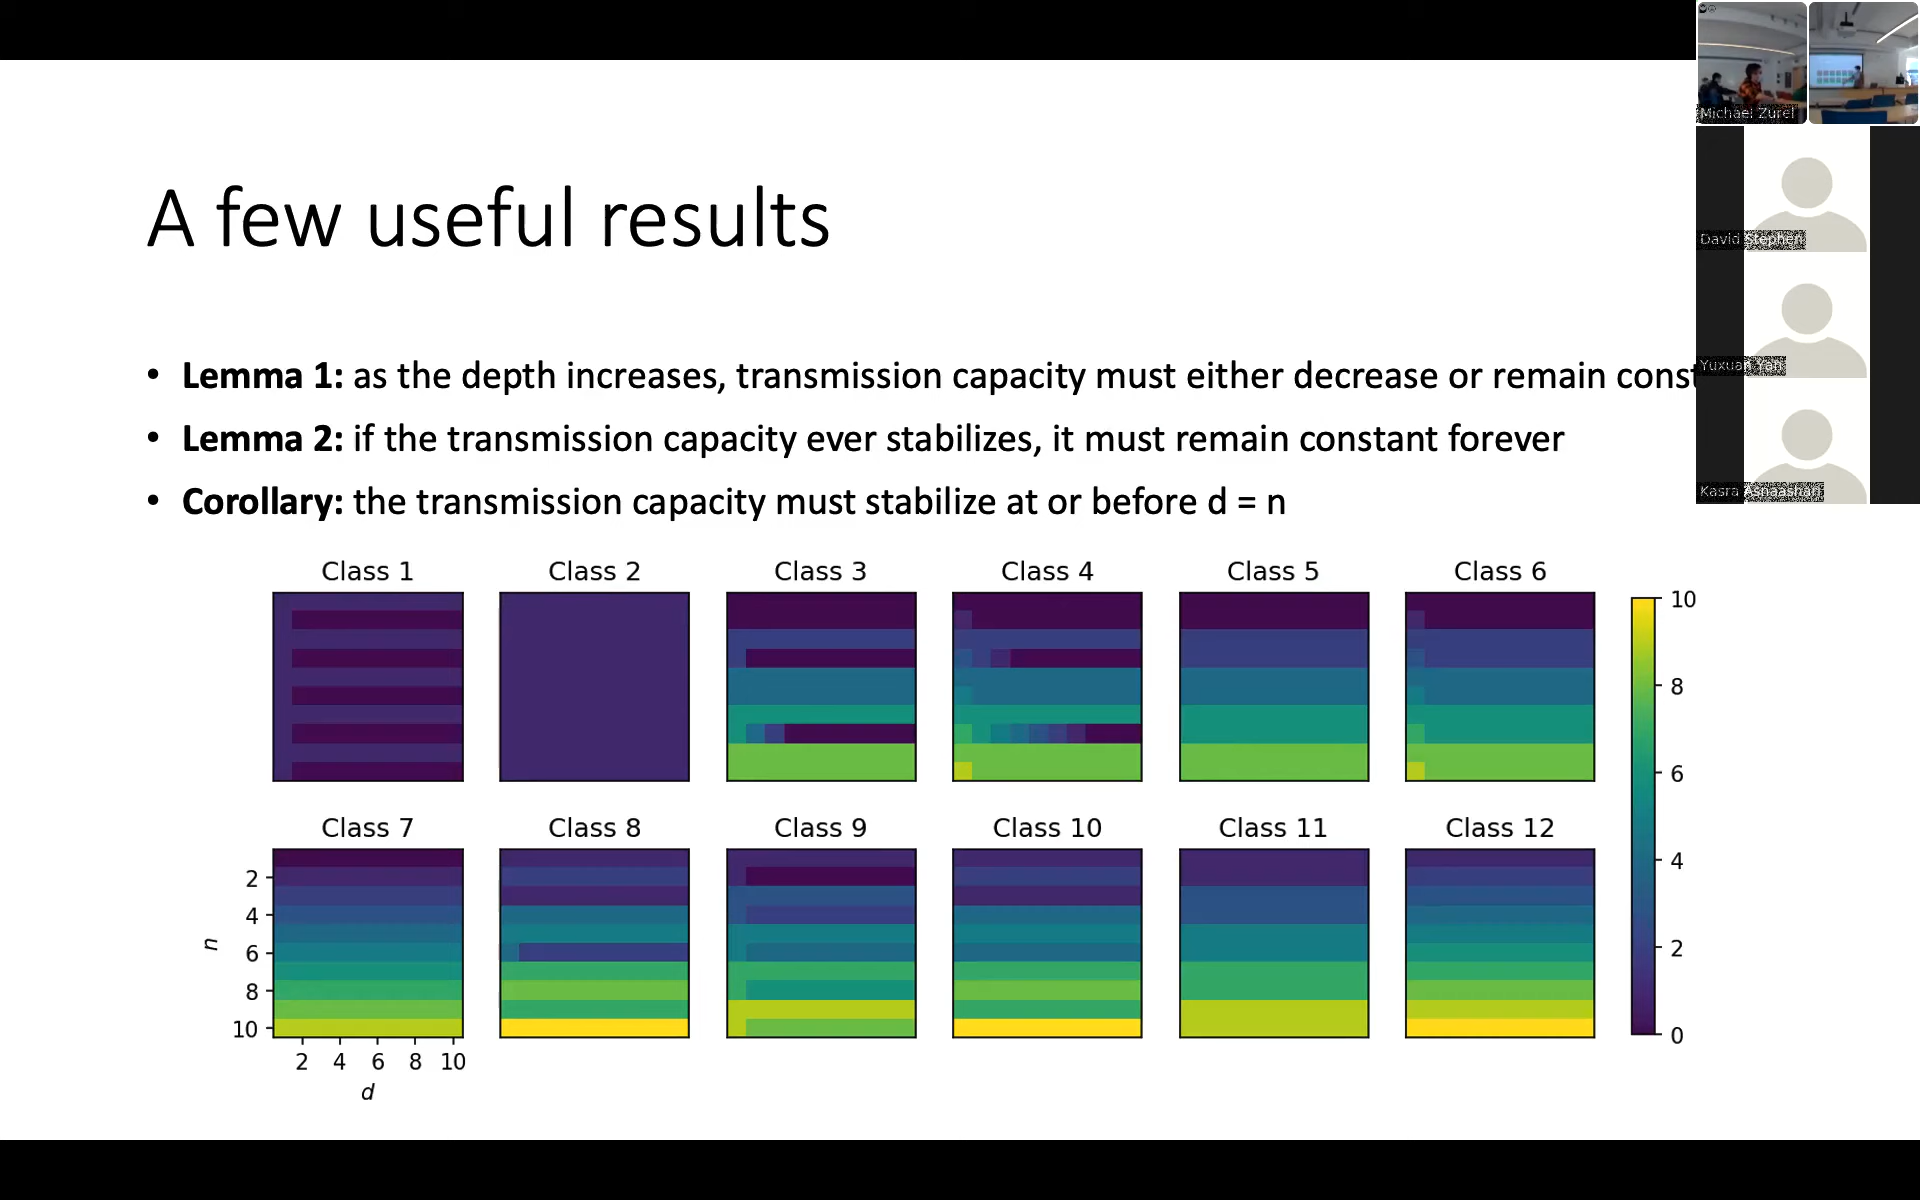 A few useful results
• Lemma 1: as the depth increases, transmission capacity must either decrease or remain const
• Lemma 2: if the transmission capacity ever stabilizes, it must remain constant forever
• Corollary: the transmission capacity must stabilize at or before d = n
Class 1 Class 2 Class 3 Class 4 Class 5 Class 6
10
8
6
4
2
0
Class 7 Class 8 Class 9 Class 10 Class 11 Class 12
n
2
4
6
8
10
2 4 6 8 10
d
Michael Zurel
David Stephen
Yuxuan Yan
Kasra Asnaashari